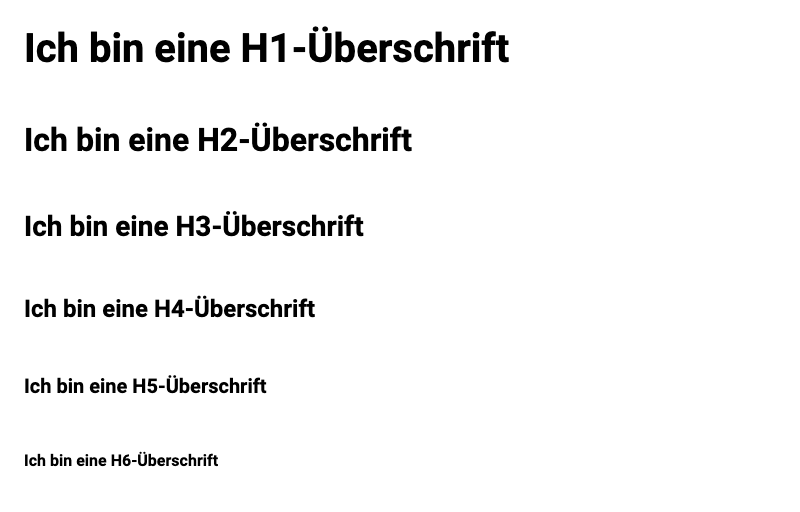 Ich bin eine H1-Überschrift
Ich bin eine H2-Überschrift
Ich bin eine H3-Überschrift
Ich bin eine H4-Überschrift
Ich bin eine H5-Überschrift
Ich bin eine H6-Überschrift